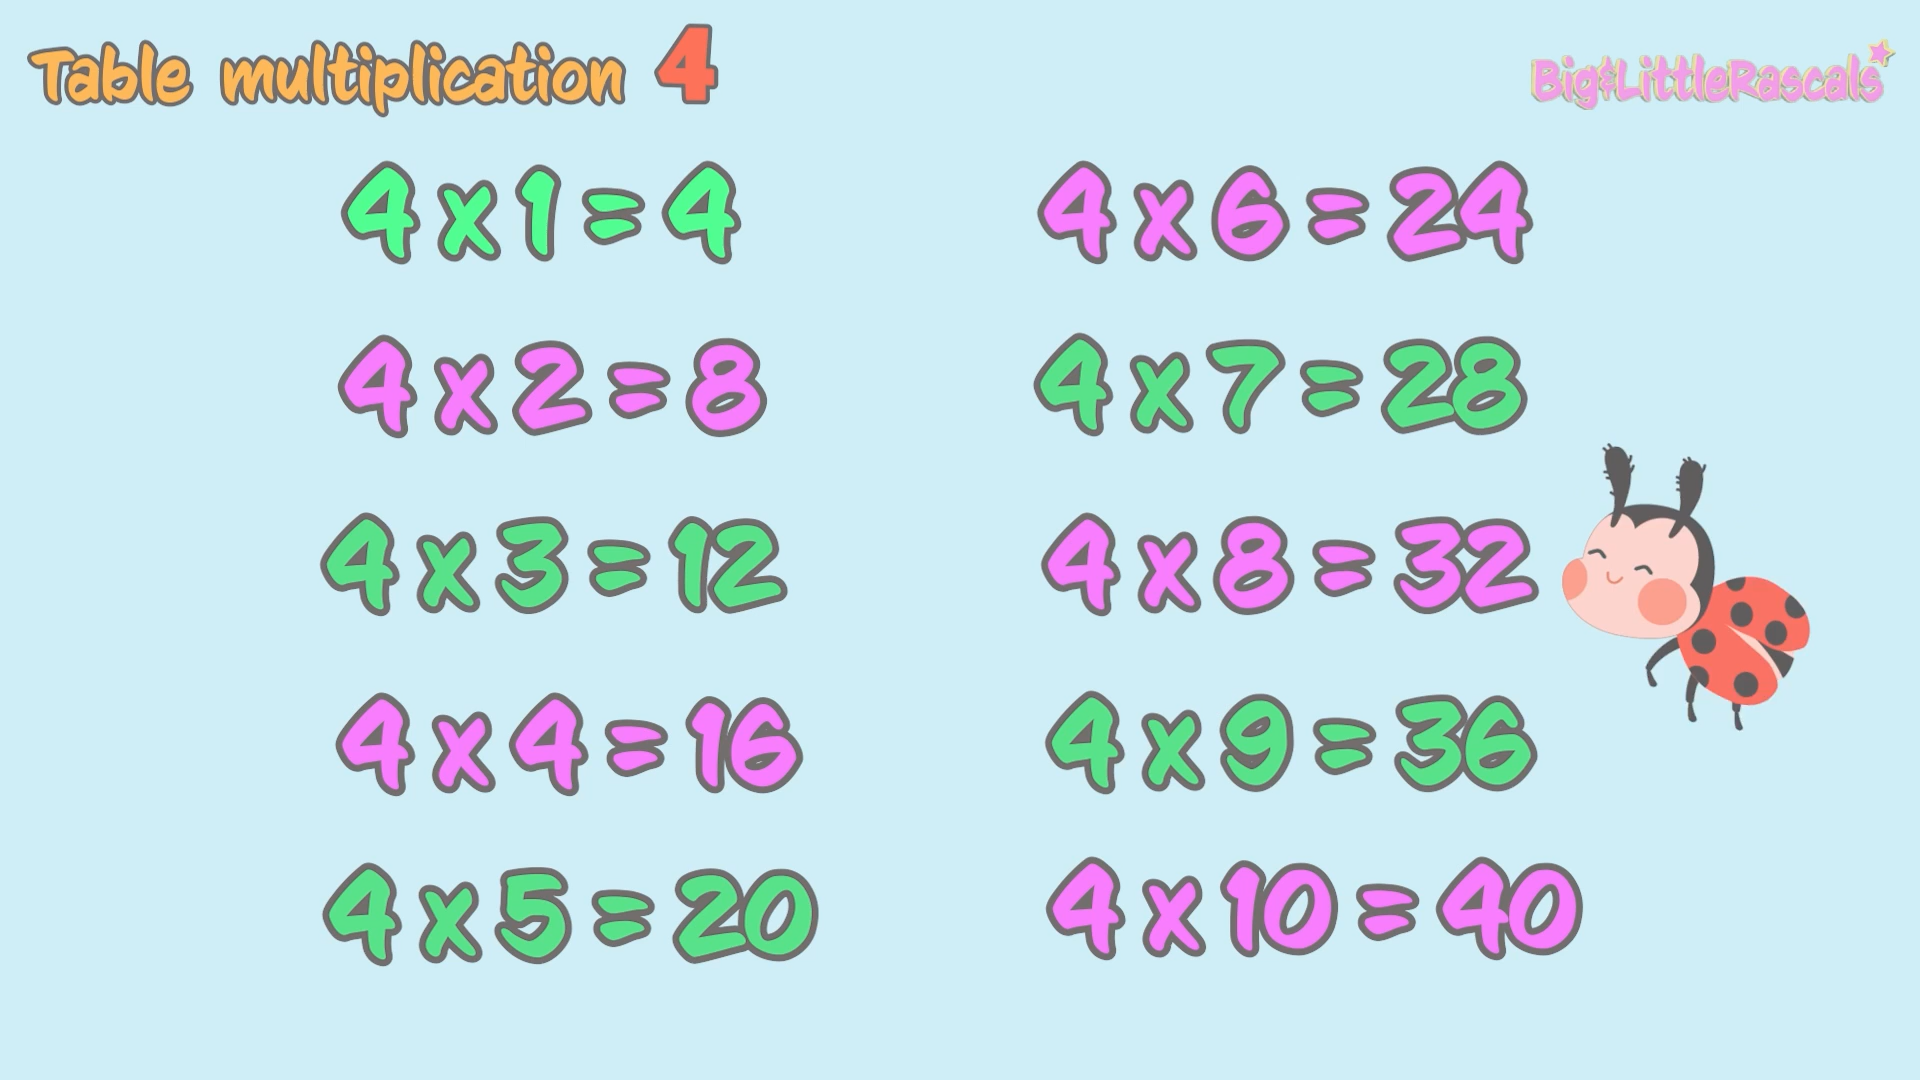 Table multiplication 4
Big&LittleRascals
4 x 1 = 4
4 x 2 = 8
4 x 3 = 12
4 x 4 = 16
4 x 5 = 20
4 x 6 = 24
4 x 7 = 28
4 x 8 = 32
4 x 9 = 36
4 x 10 = 40